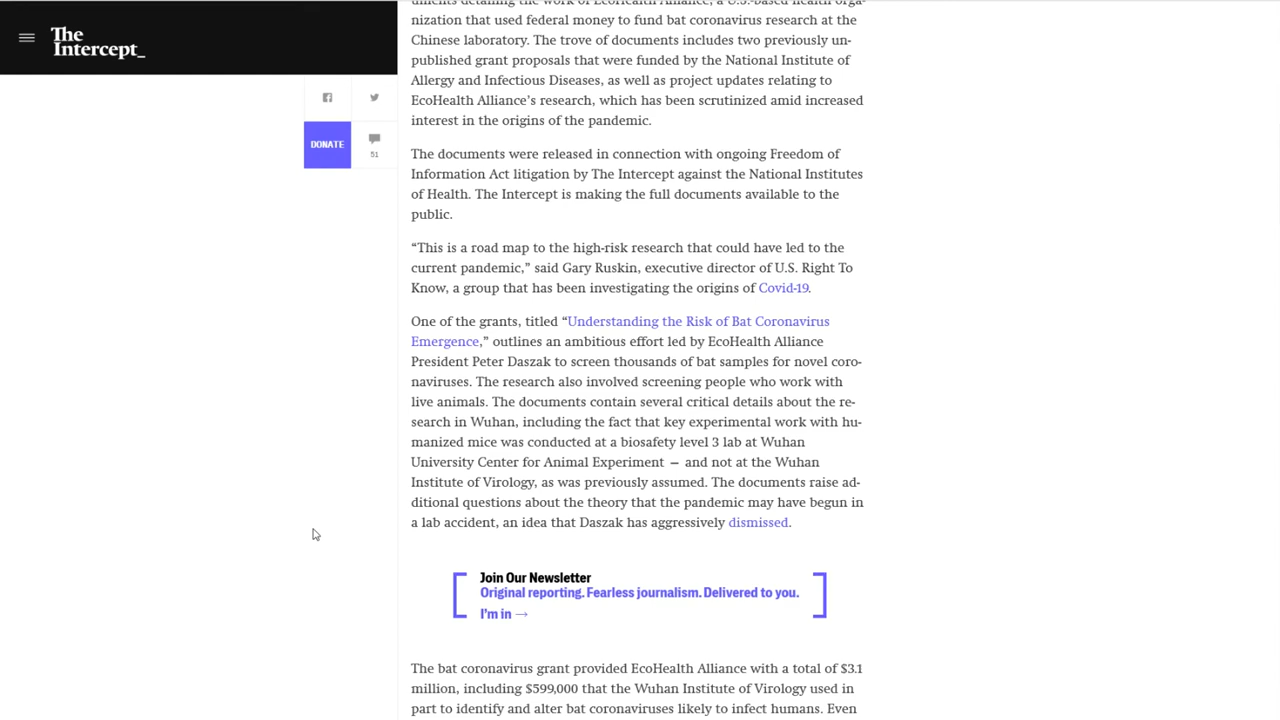 The
Intercept_
DONATE
51
uments detailing the work of EcoHealth Alliance, a U.S.-based health orga-
nization that used federal money to fund bat coronavirus research at the
Chinese laboratory. The trove of documents includes two previously un-
published grant proposals that were funded by the National Institute of
Allergy and Infectious Diseases, as well as project updates relating to
EcoHealth Alliance’s research, which has been scrutinized amid increased
interest in the origins of the pandemic.
The documents were released in connection with ongoing Freedom of
Information Act litigation by The Intercept against the National Institutes
of Health. The Intercept is making the full documents available to the
public.
“This is a road map to the high-risk research that could have led to the
current pandemic,” said Gary Ruskin, executive director of U.S. Right To
Know, a group that has been investigating the origins of Covid-19.
One of the grants, titled “Understanding the Risk of Bat Coronavirus
Emergence,” outlines an ambitious effort led by EcoHealth Alliance
President Peter Daszak to screen thousands of bat samples for novel coro-
naviruses. The research also involved screening people who work with
live animals. The documents contain several critical details about the re-
search in Wuhan, including the fact that key experimental work with hu-
manized mice was conducted at a biosafety level 3 lab at Wuhan
University Center for Animal Experiment — and not at the Wuhan
Institute of Virology, as was previously assumed. The documents raise ad-
ditional questions about the theory that the pandemic may have begun in
a lab accident, an idea that Daszak has aggressively dismissed.
Join Our Newsletter
Original reporting. Fearless journalism. Delivered to you.
I’m in →
The bat coronavirus grant provided EcoHealth Alliance with a total of $3.1
million, including $599,000 that the Wuhan Institute of Virology used in
part to identify and alter bat coronaviruses likely to infect humans. Even